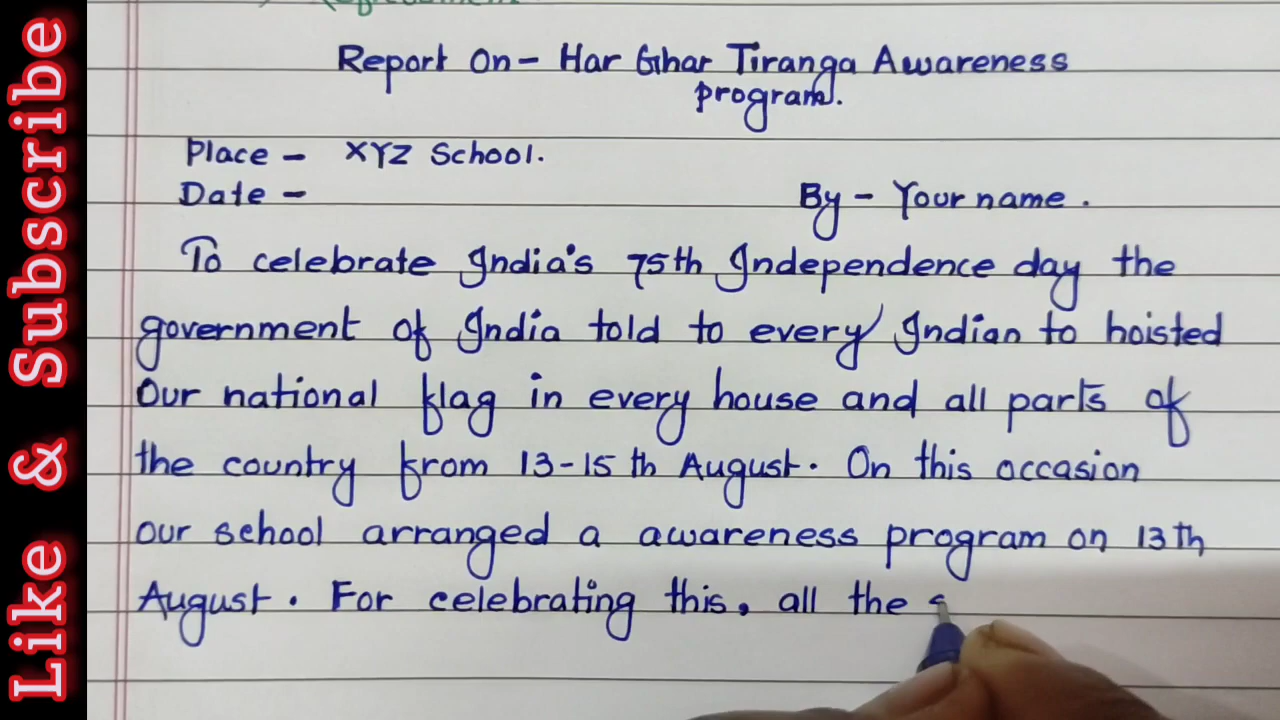 Like & Subscribe
Report On- Har Ghar Tiranga Awareness
program.
Place - XYZ School.
Date -
By - Your name .
To celebrate India's 75th Independence day the
government of India told to every Indian to hoisted
Our national flag in every house and all parts of
the country from 13-15 th August. On this occasion
our school arranged a awareness program on 13th
August. For celebrating this, all the